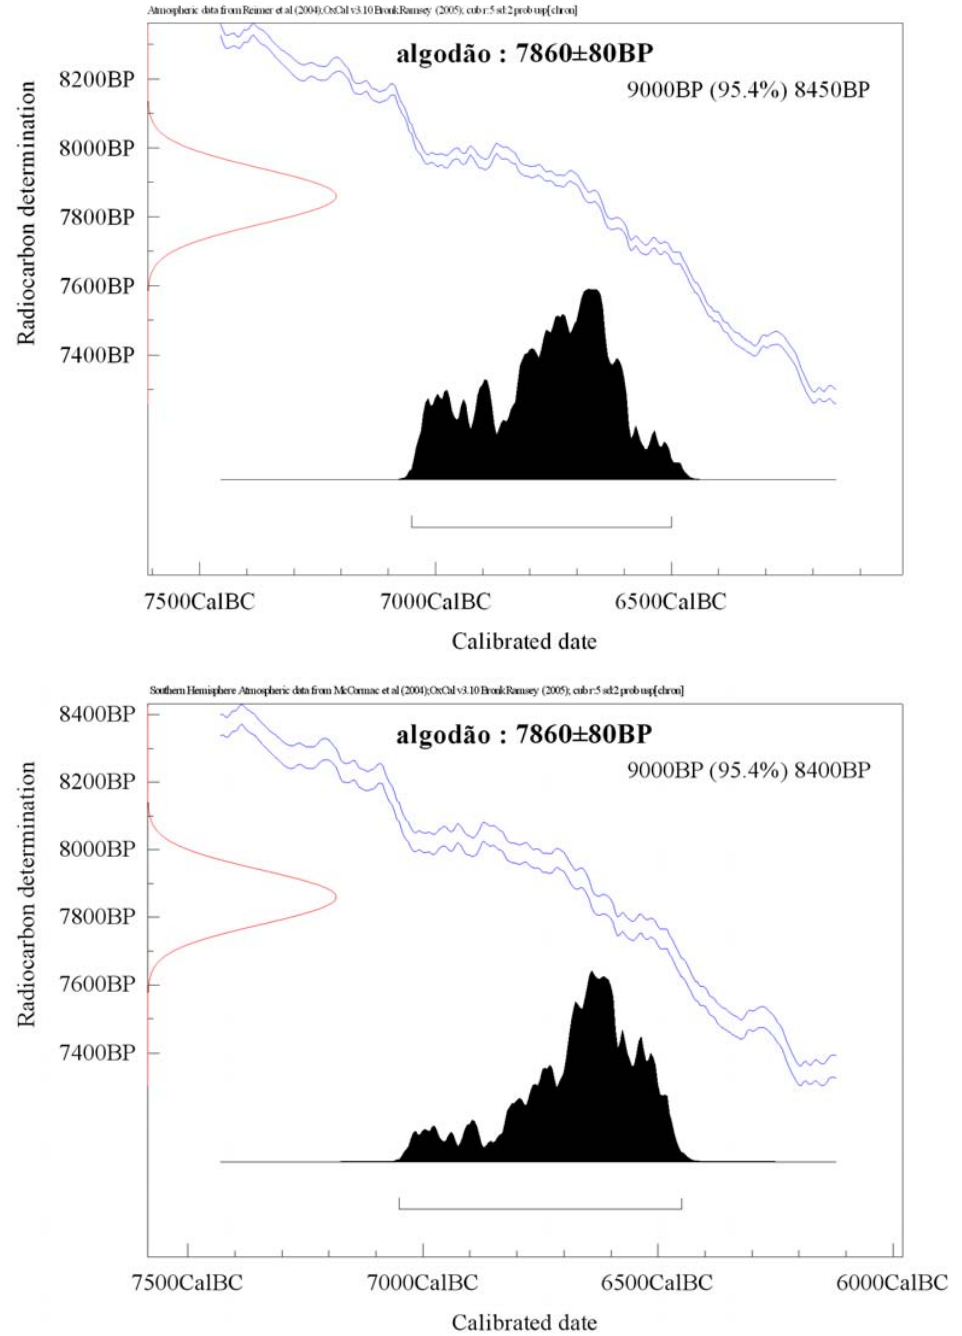 Atmospheric data from Reimer et al (2004);OxCal v3.10 Bronk Ramsey (2005); cub r:5 sd:2 prob usp[chron]
algodão : 7860±80BP
9000BP (95.4%) 8450BP
Radiocarbon determination
8200BP
8000BP
7800BP
7600BP
7400BP
7500CalBC 7000CalBC 6500CalBC
Calibrated date
Southern Hemisphere Atmospheric data from McCormac et al (2004);OxCal v3.10 Bronk Ramsey (2005); cub r:5 sd:2 prob usp[chron]
algodão : 7860±80BP
9000BP (95.4%) 8400BP
Radiocarbon determination
8400BP
8200BP
8000BP
7800BP
7600BP
7400BP
7500CalBC 7000CalBC 6500CalBC 6000CalBC
Calibrated date